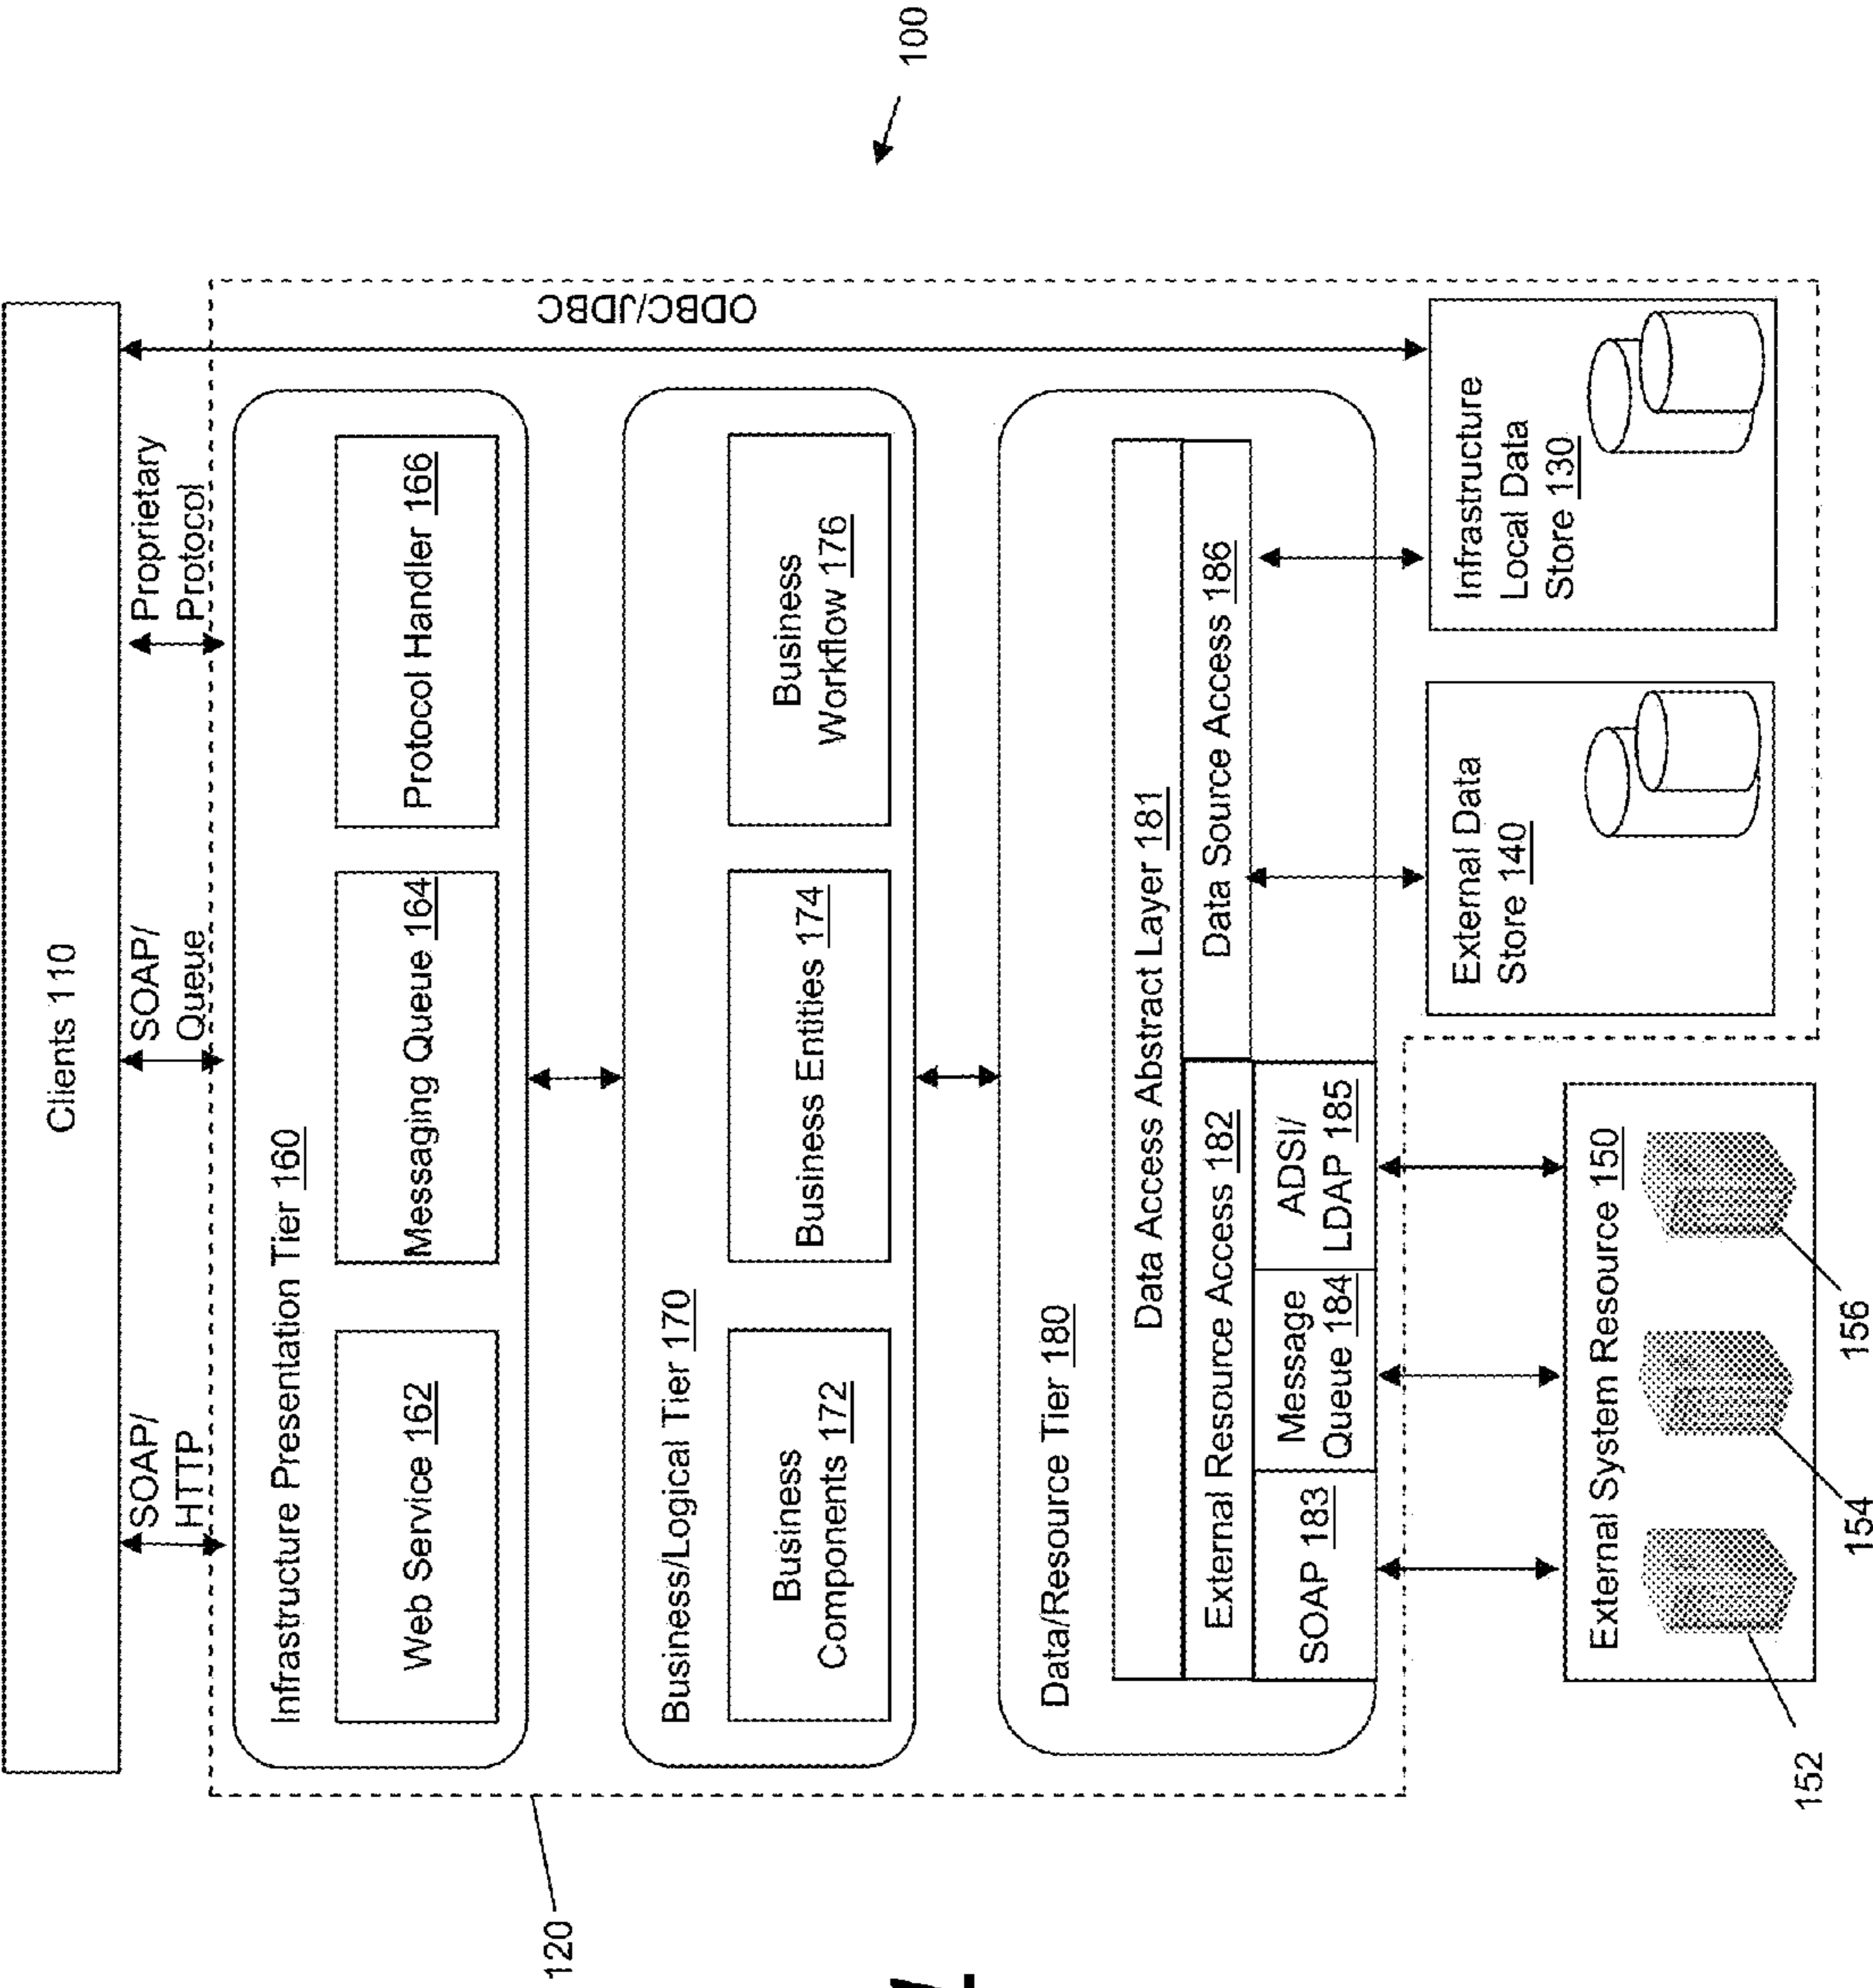 Clients 110
SOAP/
HTTP
SOAP/
Queue
Proprietary
Protocol
ODBC/JDBC
100
120
Infrastructure Presentation Tier 160
Web Service 162
Messaging Queue 164
Protocol Handler 166
Business/Logical Tier 170
Business
Components 172
Business Entities 174
Business
Workflow 176
Data/Resource Tier 180
Data Access Abstract Layer 181
External Resource Access 182
Data Source Access 186
SOAP 183
Message
Queue 184
ADSI/
LDAP 185
External System Resource 150
152
154
156
External Data
Store 140
Infrastructure
Local Data
Store 130